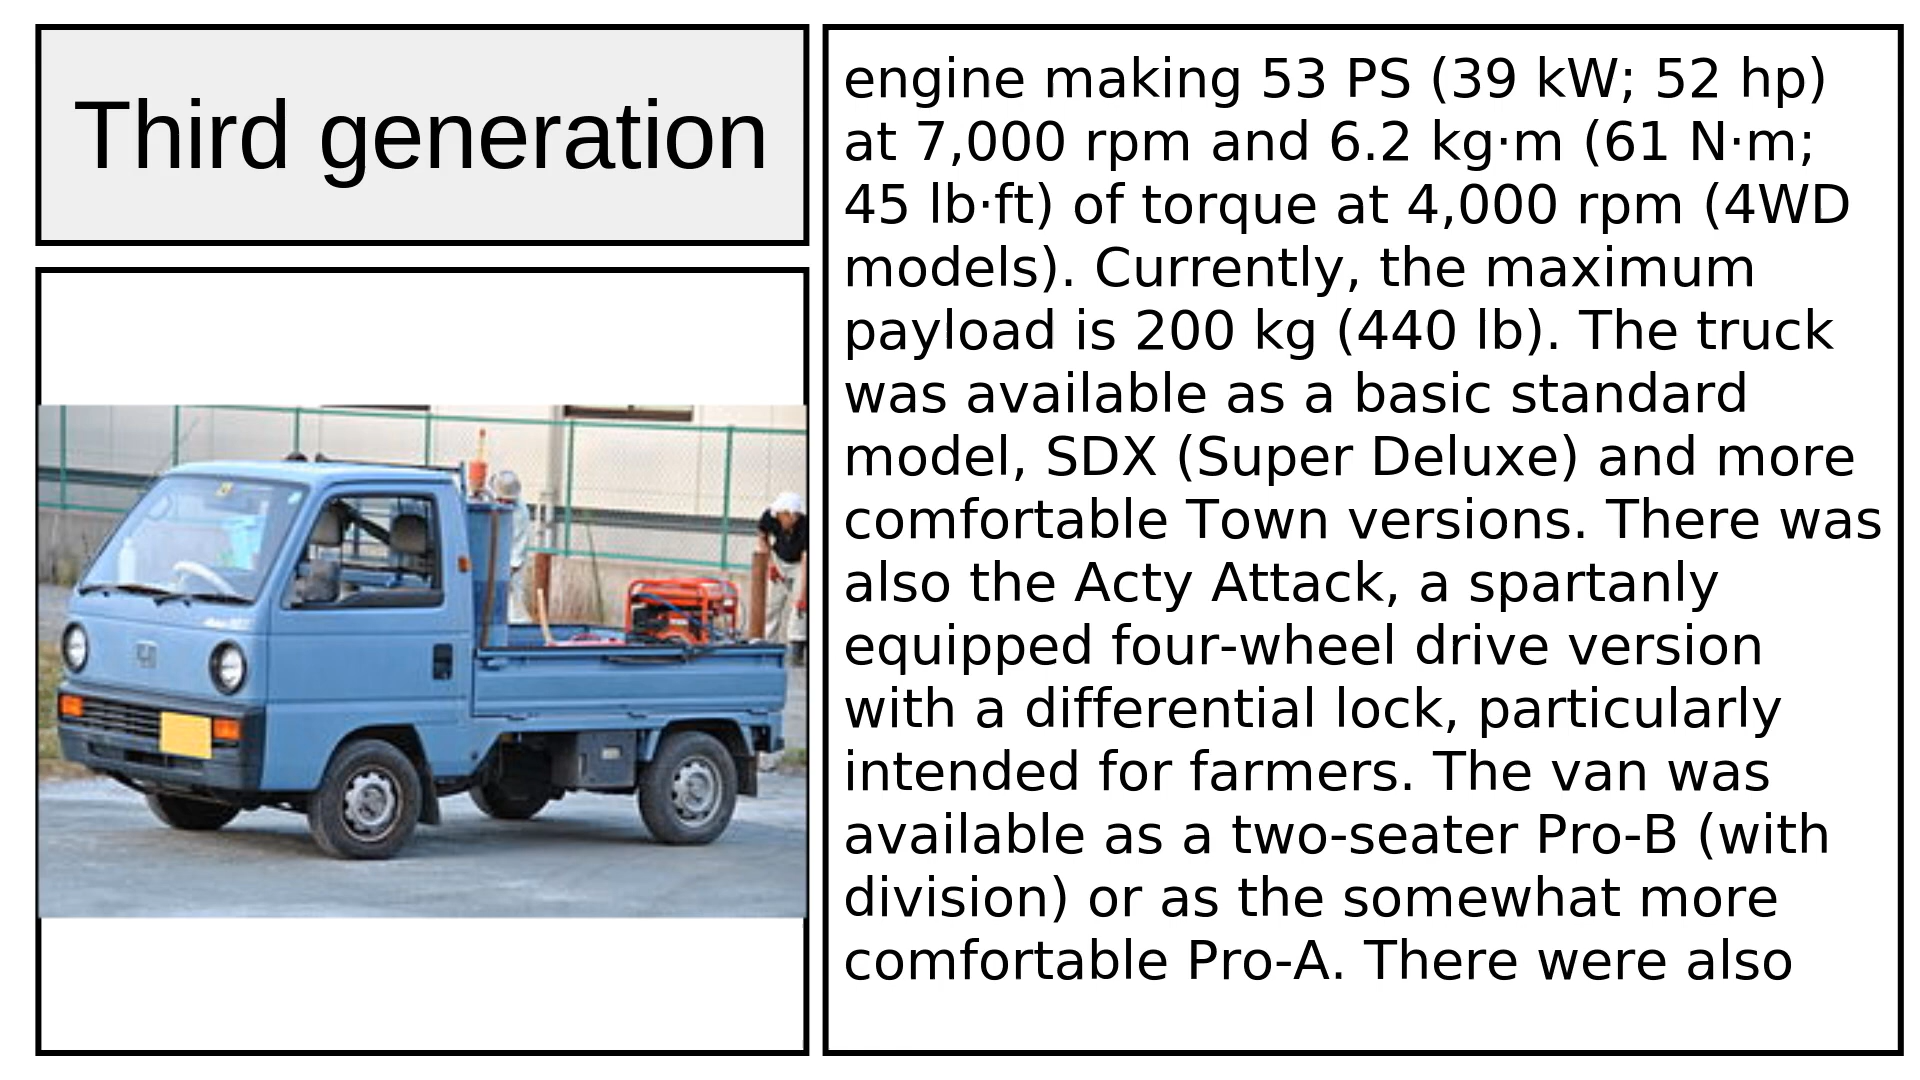 Third generation
engine making 53 PS (39 kW; 52 hp)
at 7,000 rpm and 6.2 kg·m (61 N·m;
45 lb·ft) of torque at 4,000 rpm (4WD
models). Currently, the maximum
payload is 200 kg (440 lb). The truck
was available as a basic standard
model, SDX (Super Deluxe) and more
comfortable Town versions. There was
also the Acty Attack, a spartanly
equipped four-wheel drive version
with a differential lock, particularly
intended for farmers. The van was
available as a two-seater Pro-B (with
division) or as the somewhat more
comfortable Pro-A. There were also